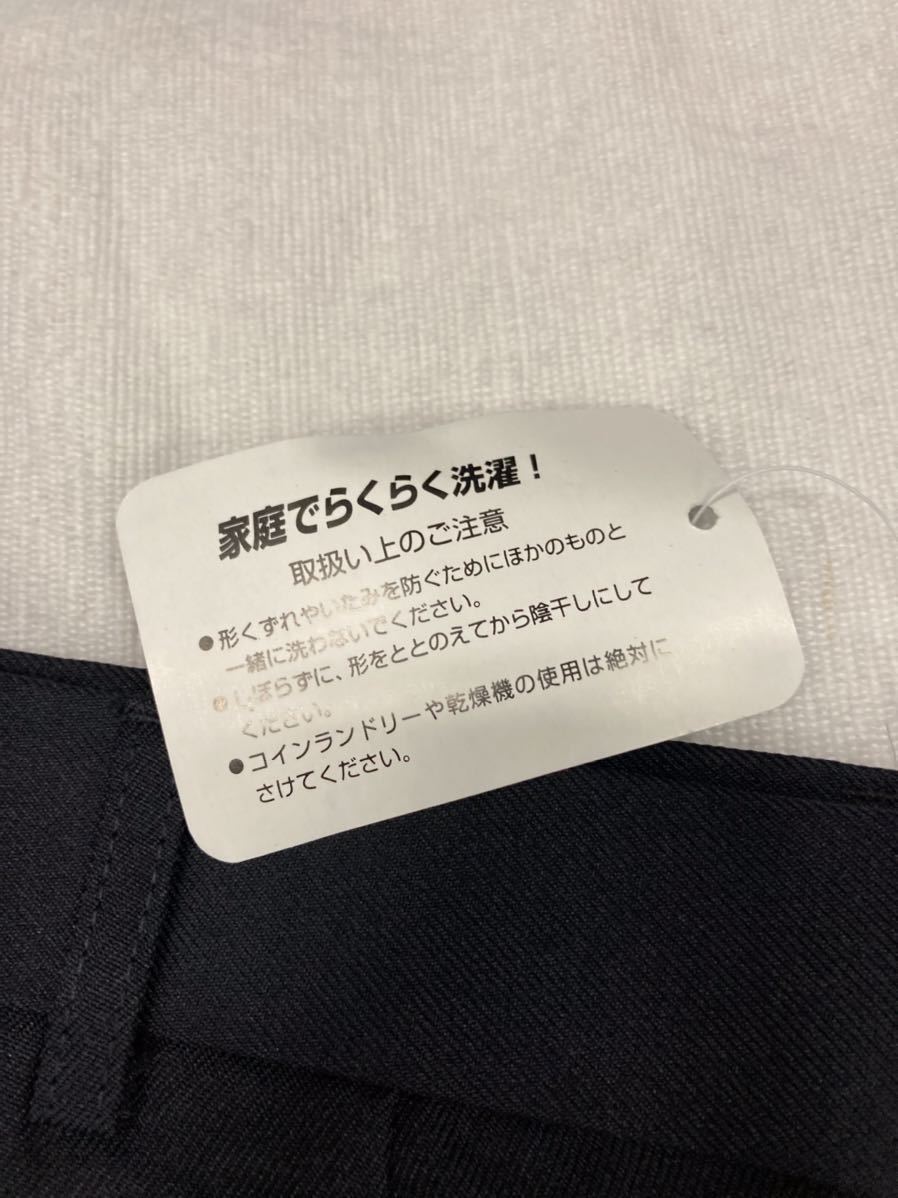 家庭でらくらく洗濯!
取扱い上のご注意
●形くずれやいたみを防ぐためにほかのものと
一緒に洗わないでください。
●しぼらずに、形をととのえてから陰干しにして
ください。
●コインランドリーや乾燥機の使用は絶対に
さけてください。